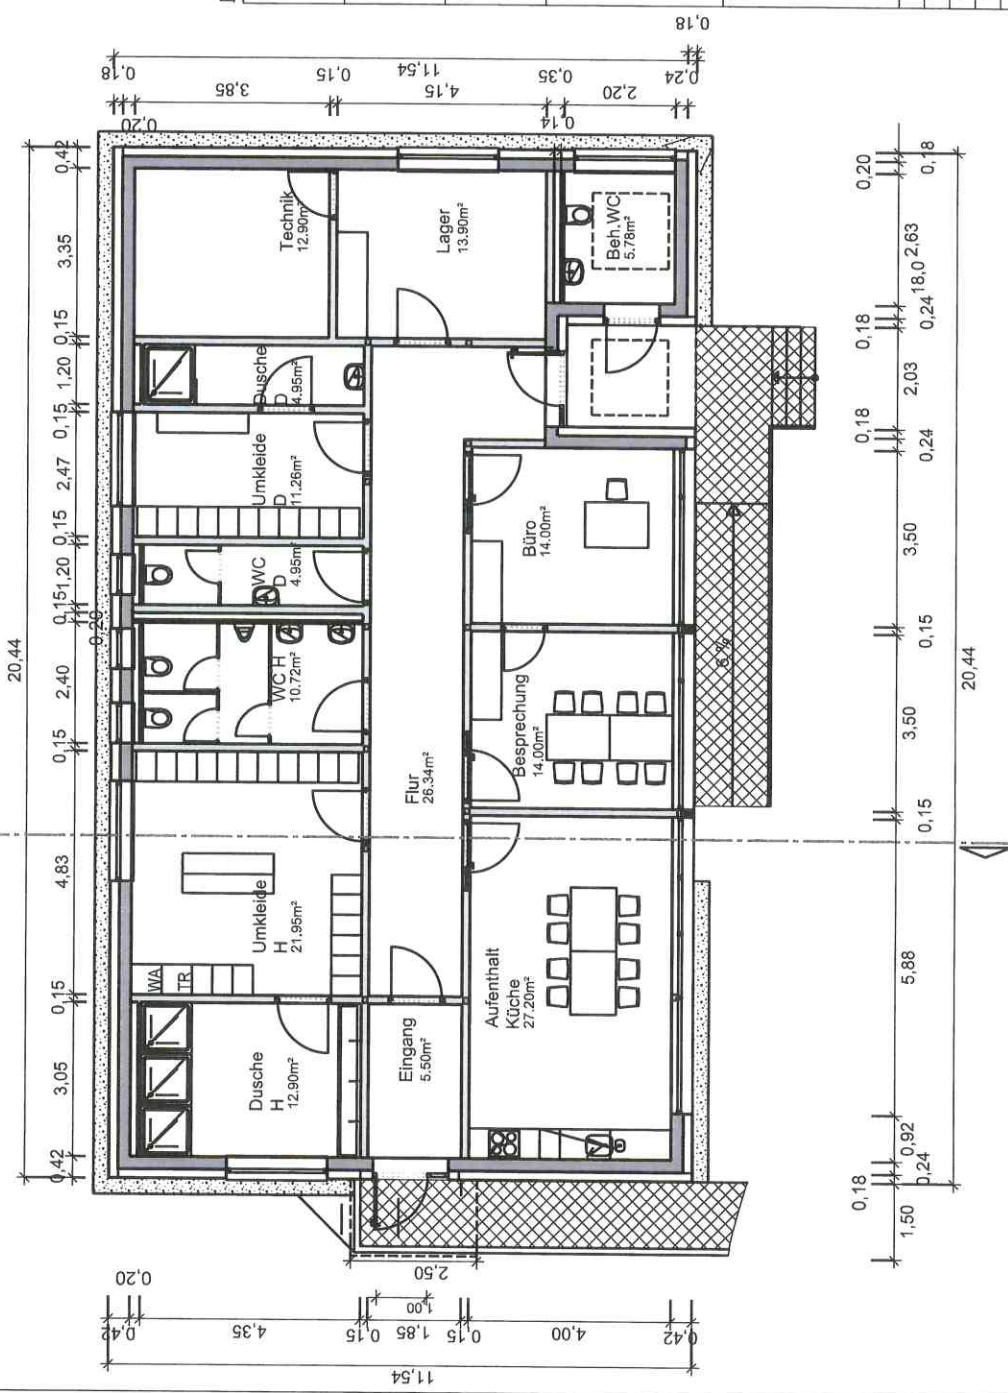 20,44
0,42
3,05
0,15
4,83
0,15
2,40
0,15
0,20
1,20
0,15
2,47
0,15
1,20
0,15
3,35
0,42
Dusche
H
12.90m²
WA
TR
Umkleide
H
21.95m²
WC H
10.72m²
WC
D
4.95m²
Umkleide
D
11.26m²
Dusche
D
4.95m²
Technik
12.90m²
Lager
13.90m²
Eingang
5.50m²
Flur
26.34m²
Aufenthalt
Küche
27.20m²
Besprechung
14.00m²
Büro
14.00m²
Beh.WC
5.78m²
6 %
0,18
0,20
3,85
0,15
11,54
4,15
0,35
0,14
2,20
0,24
0,18
0,20
0,42
4,35
0,15
1,85
1,00
2,50
0,15
4,00
0,42
11,54
1,50
0,18
0,24
0,92
5,88
0,15
3,50
0,15
3,50
0,24
0,18
2,03
0,18
0,24
18,0
2,63
0,20
0,18
20,44